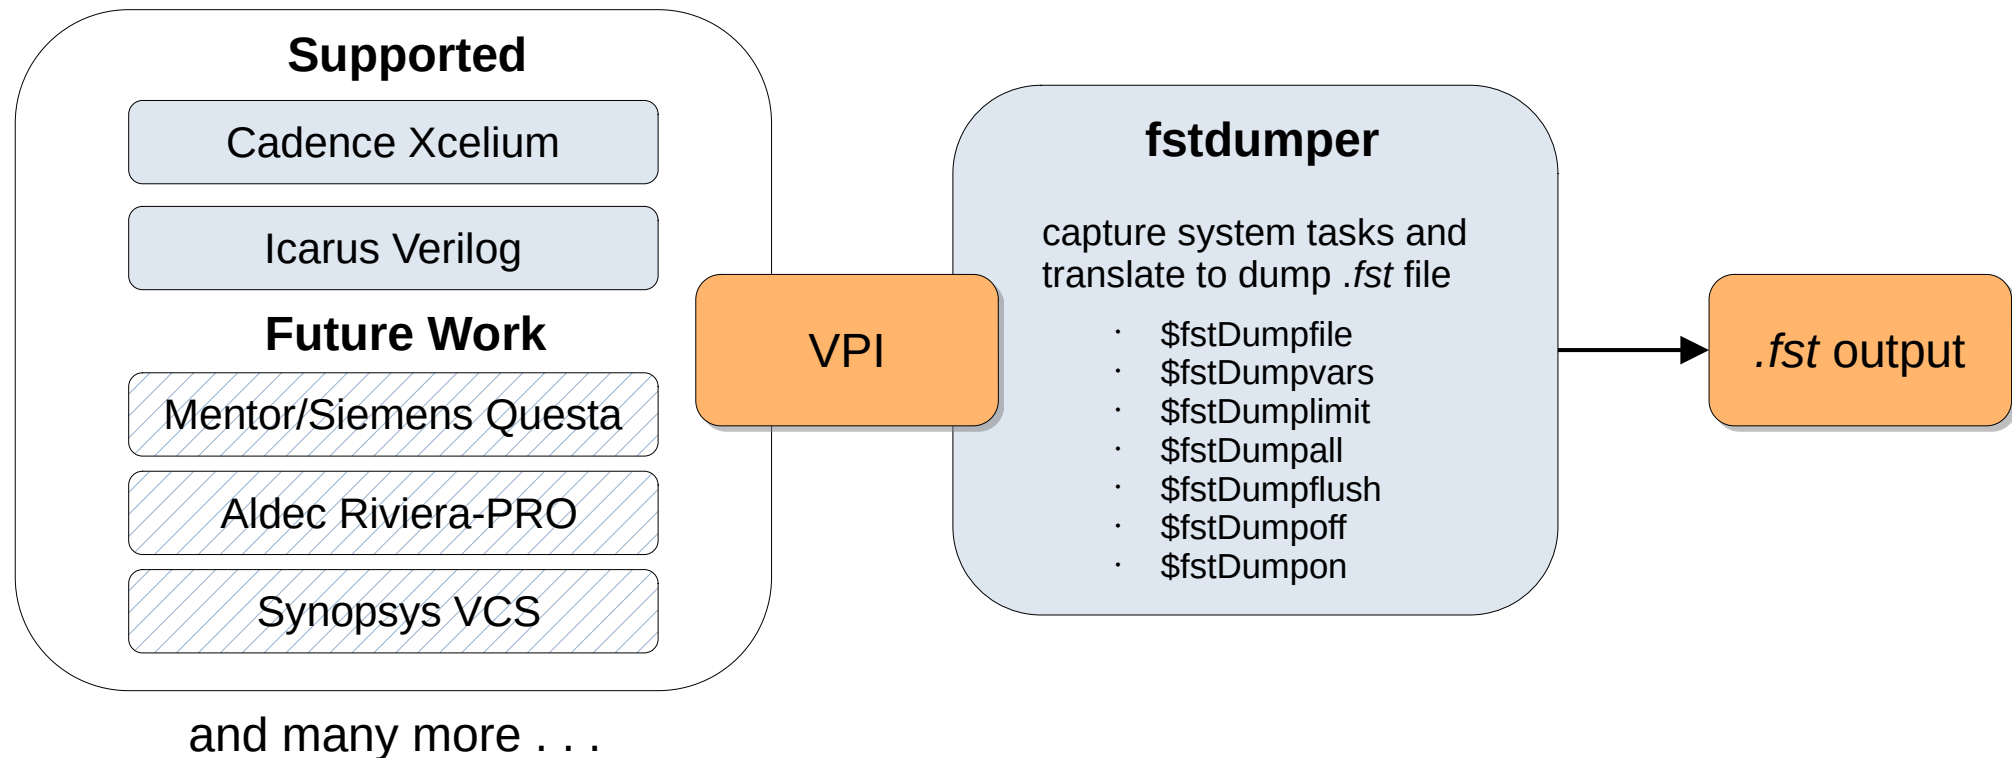 Supported
Cadence Xcelium
Icarus Verilog
Future Work
Mentor/Siemens Questa
Aldec Riviera-PRO
Synopsys VCS
and many more . . .
VPI
fstdumper
capture system tasks and
translate to dump .fst file
· $fstDumpfile
· $fstDumpvars
· $fstDumplimit
· $fstDumpall
· $fstDumpflush
· $fstDumpoff
· $fstDumpon
.fst output